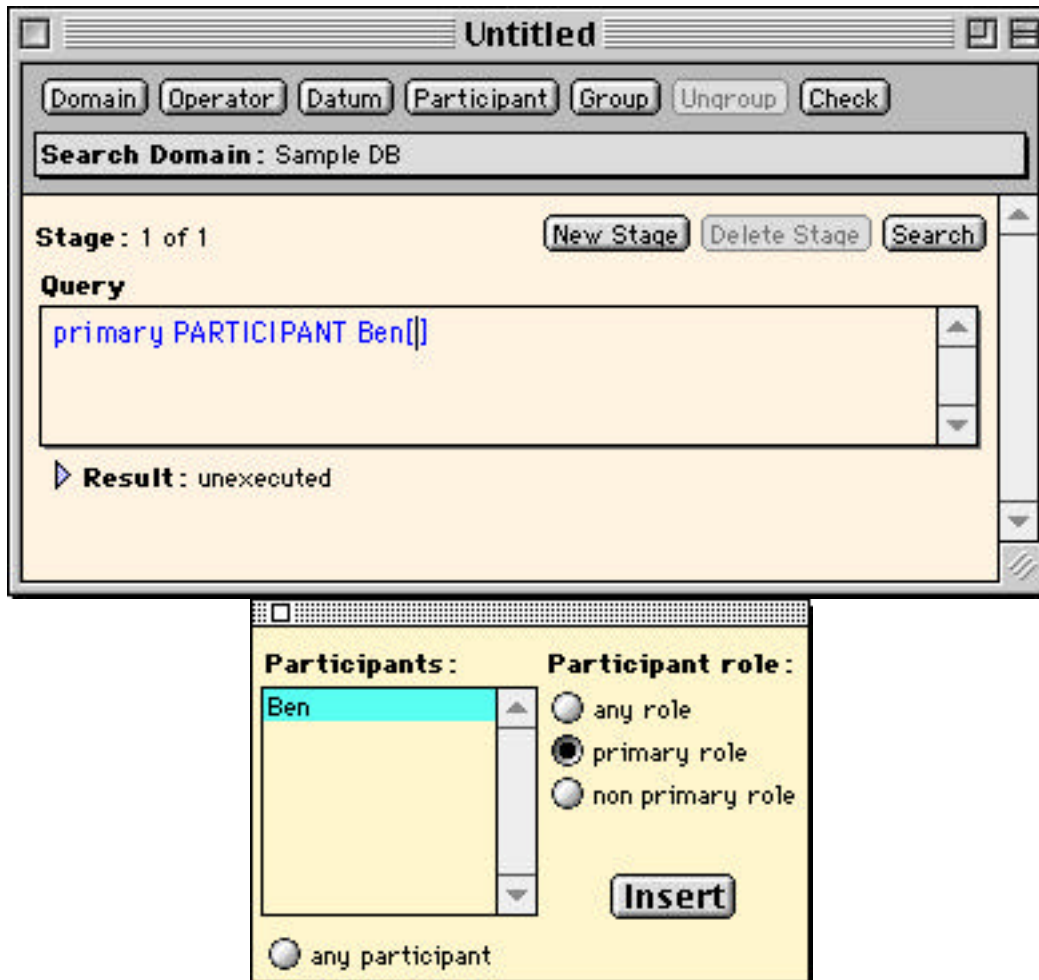 Untitled
Domain Operator Datum Participant Group Ungroup Check
Search Domain: Sample DB
Stage: 1 of 1 New Stage Delete Stage Search
Query
primary PARTICIPANT Ben[]
Result: unexecuted
Participants: Participant role:
Ben any role
primary role
non primary role
Insert
any participant